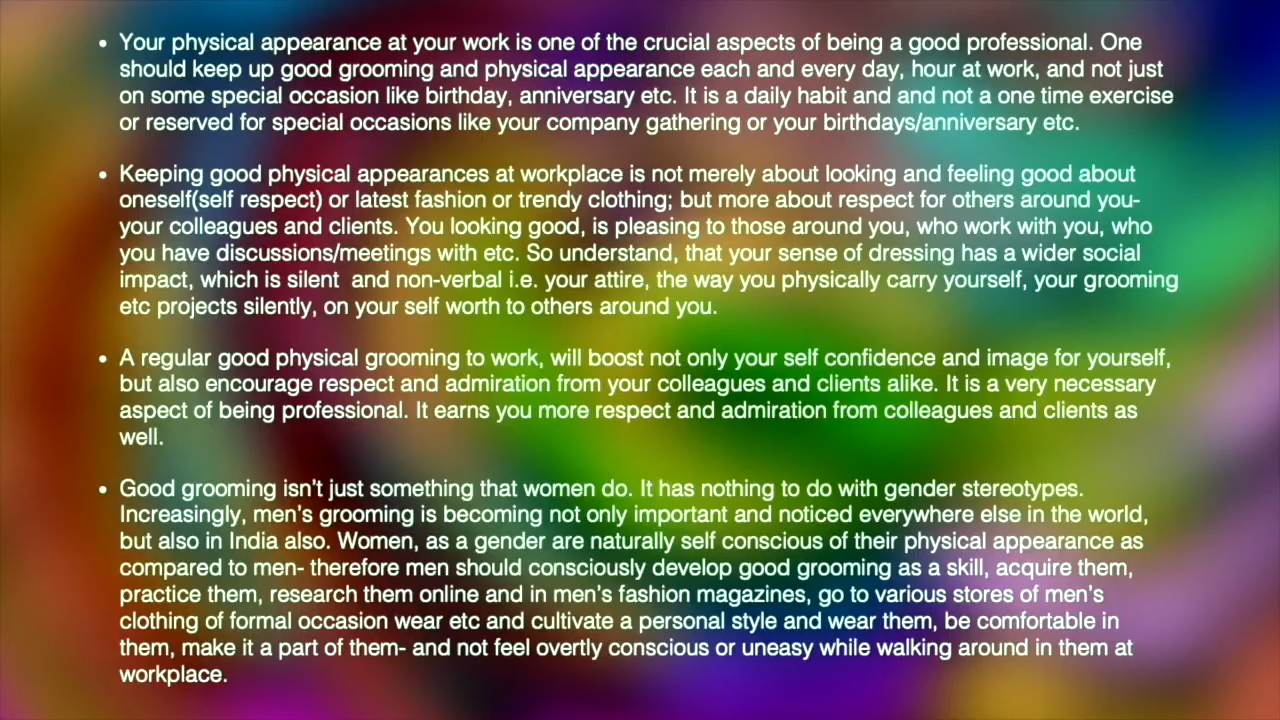 • Your physical appearance at your work is one of the crucial aspects of being a good professional. One
should keep up good grooming and physical appearance each and every day, hour at work, and not just
on some special occasion like birthday, anniversary etc. It is a daily habit and and not a one time exercise
or reserved for special occasions like your company gathering or your birthdays/anniversary etc.
• Keeping good physical appearances at workplace is not merely about looking and feeling good about
oneself(self respect) or latest fashion or trendy clothing; but more about respect for others around you-
your colleagues and clients. You looking good, is pleasing to those around you, who work with you, who
you have discussions/meetings with etc. So understand, that your sense of dressing has a wider social
impact, which is silent  and non-verbal i.e. your attire, the way you physically carry yourself, your grooming
etc projects silently, on your self worth to others around you.
• A regular good physical grooming to work, will boost not only your self confidence and image for yourself,
but also encourage respect and admiration from your colleagues and clients alike. It is a very necessary
aspect of being professional. It earns you more respect and admiration from colleagues and clients as
well.
• Good grooming isn't just something that women do. It has nothing to do with gender stereotypes.
Increasingly, men's grooming is becoming not only important and noticed everywhere else in the world,
but also in India also. Women, as a gender are naturally self conscious of their physical appearance as
compared to men- therefore men should consciously develop good grooming as a skill, acquire them,
practice them, research them online and in men's fashion magazines, go to various stores of men's
clothing of formal occasion wear etc and cultivate a personal style and wear them, be comfortable in
them, make it a part of them- and not feel overtly conscious or uneasy while walking around in them at
workplace.